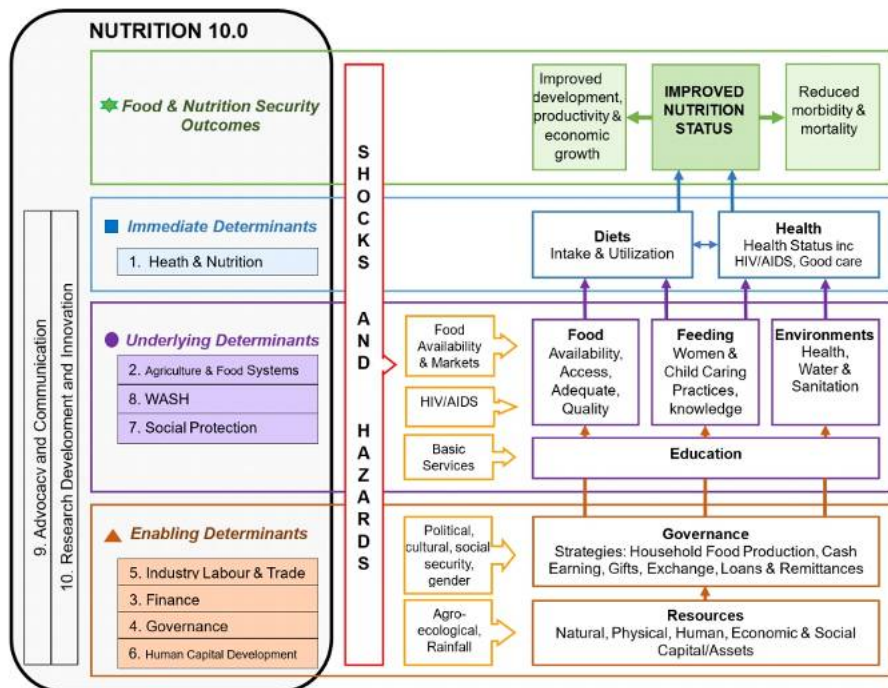 NUTRITION 10.0
Food & Nutrition Security
Outcomes
Immediate Determinants
1. Heath & Nutrition
Underlying Determinants
2. Agriculture & Food Systems
8. WASH
7. Social Protection
Enabling Determinants
5. Industry Labour & Trade
3. Finance
4. Governance
6. Human Capital Development
9. Advocacy and Communication
10. Research Development and Innovation
SHOCKS AND HAZARDS
Improved
development,
productivity &
economic
growth
IMPROVED
NUTRITION
STATUS
Reduced
morbidity &
mortality
Diets
Intake & Utilization
Health
Health Status inc
HIV/AIDS, Good care
Food
Availability
& Markets
HIV/AIDS
Basic
Services
Food
Availability,
Access,
Adequate,
Quality
Feeding
Women &
Child Caring
Practices,
knowledge
Environments
Health,
Water &
Sanitation
Education
Political,
cultural, social
security,
gender
Agro-
ecological,
Rainfall
Governance
Strategies: Household Food Production, Cash
Earning, Gifts, Exchange, Loans & Remittances
Resources
Natural, Physical, Human, Economic & Social
Capital/Assets